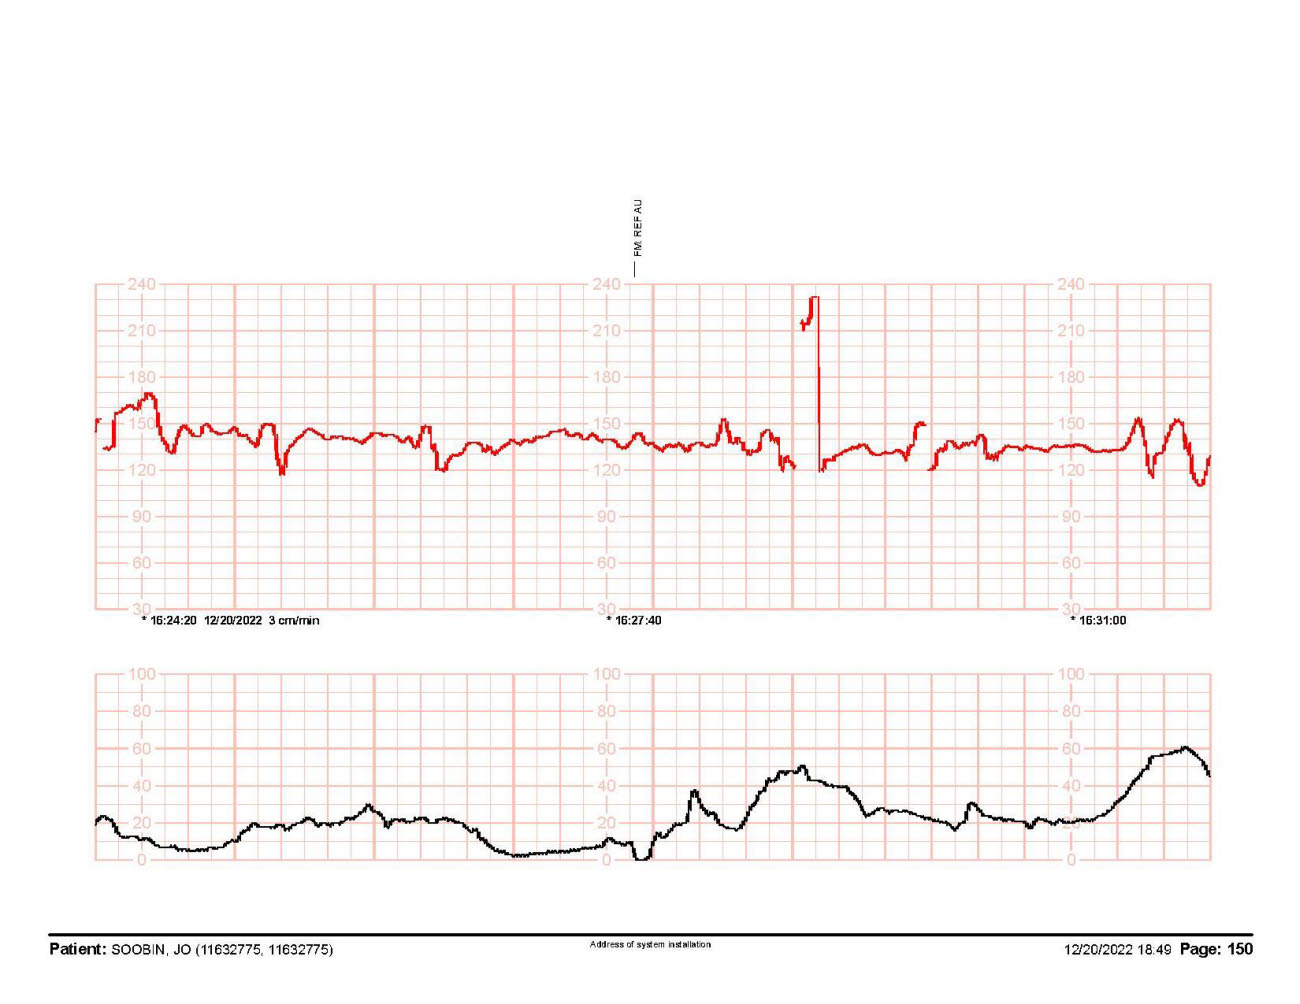 FM: REF AU
240 240 240
210 210 210
180 180 180
150 150 150
120 120 120
90 90 90
60 60 60
30 30 30
* 16:24:20 12/20/2022 3 cm/min * 16:27:40 * 16:31:00
100 100 100
80 80 80
60 60 60
40 40 40
20 20 20
0 0 0
Patient: SOOBIN, JO (11632775, 11632775) Address of system installation 12/20/2022 18:49 Page: 150